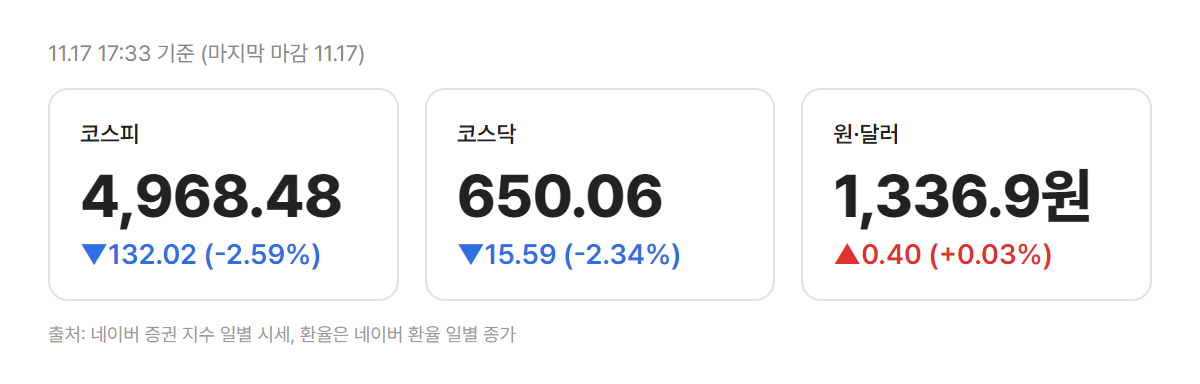 11.17 17:33 기준 (마지막 마감 11.17)
코스피
4,968.48
▼132.02 (-2.59%)
코스닥
650.06
▼15.59 (-2.34%)
원·달러
1,336.9원
▲0.40 (+0.03%)
출처: 네이버 증권 지수 일별 시세, 환율은 네이버 환율 일별 종가